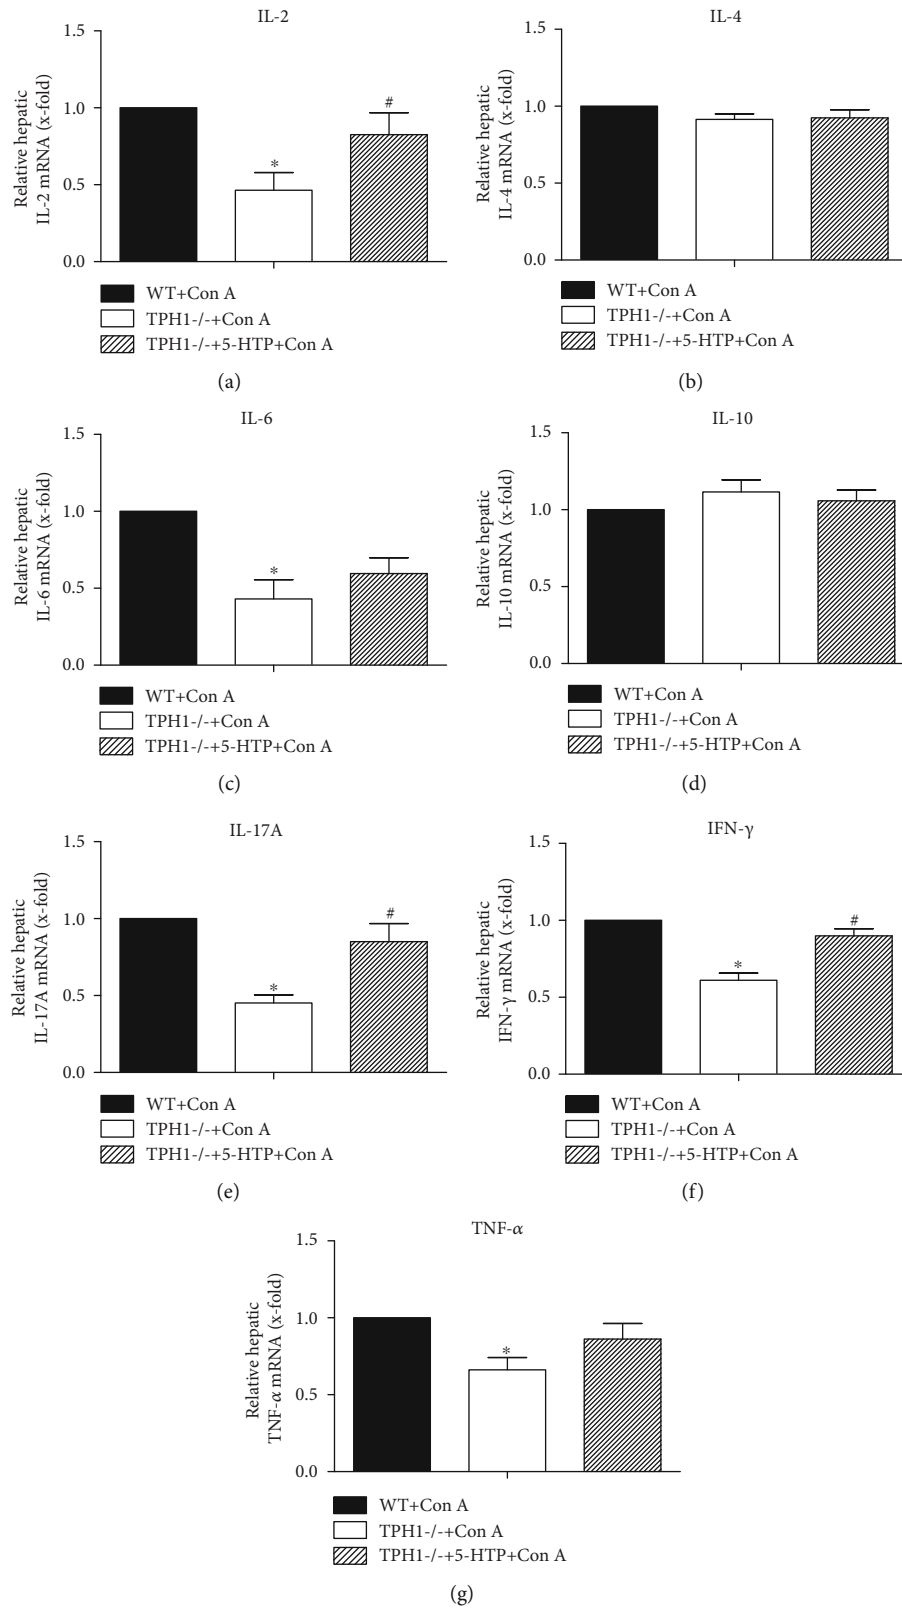 IL-2
Relative hepatic
IL-2 mRNA (x-fold)
1.5
1.0
0.5
0.0
*
#
WT+Con A
TPH1-/-+Con A
TPH1-/-+5-HTP+Con A
(a)
IL-4
Relative hepatic
IL-4 mRNA (x-fold)
1.5
1.0
0.5
0.0
WT+Con A
TPH1-/-+Con A
TPH1-/-+5-HTP+Con A
(b)
IL-6
Relative hepatic
IL-6 mRNA (x-fold)
1.5
1.0
0.5
0.0
*
WT+Con A
TPH1-/-+Con A
TPH1-/-+5-HTP+Con A
(c)
IL-10
Relative hepatic
IL-10 mRNA (x-fold)
1.5
1.0
0.5
0.0
WT+Con A
TPH1-/-+Con A
TPH1-/-+5-HTP+Con A
(d)
IL-17A
Relative hepatic
IL-17A mRNA (x-fold)
1.5
1.0
0.5
0.0
*
#
WT+Con A
TPH1-/-+Con A
TPH1-/-+5-HTP+Con A
(e)
IFN-γ
Relative hepatic
IFN-γ mRNA (x-fold)
1.5
1.0
0.5
0.0
*
#
WT+Con A
TPH1-/-+Con A
TPH1-/-+5-HTP+Con A
(f)
TNF-α
Relative hepatic
TNF-α mRNA (x-fold)
1.5
1.0
0.5
0.0
*
WT+Con A
TPH1-/-+Con A
TPH1-/-+5-HTP+Con A
(g)